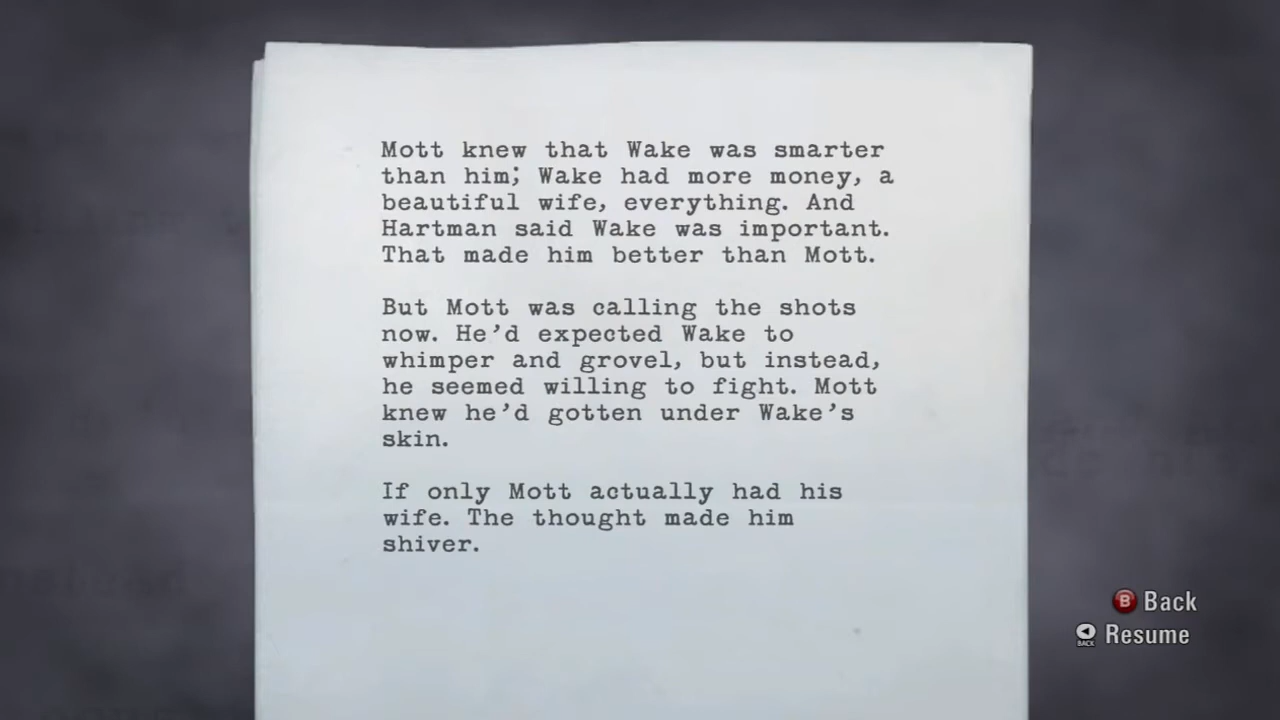 Mott knew that Wake was smarter
than him; Wake had more money, a
beautiful wife, everything. And
Hartman said Wake was important.
That made him better than Mott.
But Mott was calling the shots
now. He’d expected Wake to
whimper and grovel, but instead,
he seemed willing to fight. Mott
knew he’d gotten under Wake’s
skin.
If only Mott actually had his
wife. The thought made him
shiver.
B Back
BACK Resume